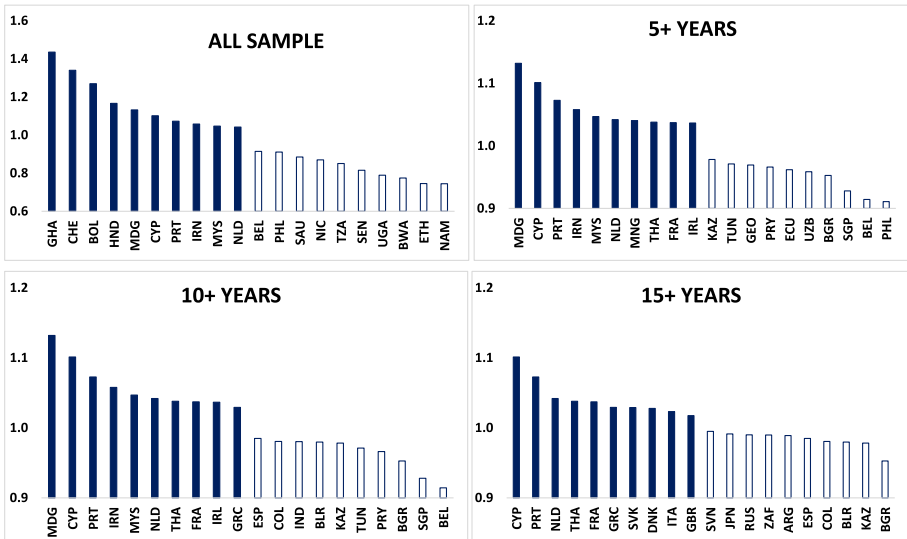 ALL SAMPLE
1.6
1.4
1.2
1.0
0.8
0.6
GHA CHE BOL HND MDG CYP PRT IRN MYS NLD BEL PHL SAU NIC TZA SEN UGA BWA ETH NAM
5+ YEARS
1.2
1.1
1.0
0.9
MDG CYP PRT IRN MYS NLD MNG THA FRA IRL KAZ TUN GEO PRY ECU UZB BGR SGP BEL PHL
10+ YEARS
1.2
1.1
1.0
0.9
MDG CYP PRT IRN MYS NLD THA FRA IRL GRC ESP COL IND BLR KAZ TUN PRY BGR SGP BEL
15+ YEARS
1.2
1.1
1.0
0.9
CYP PRT NLD THA FRA GRC SVK DNK ITA GBR SVN JPN RUS ZAF ARG ESP COL BLR KAZ BGR